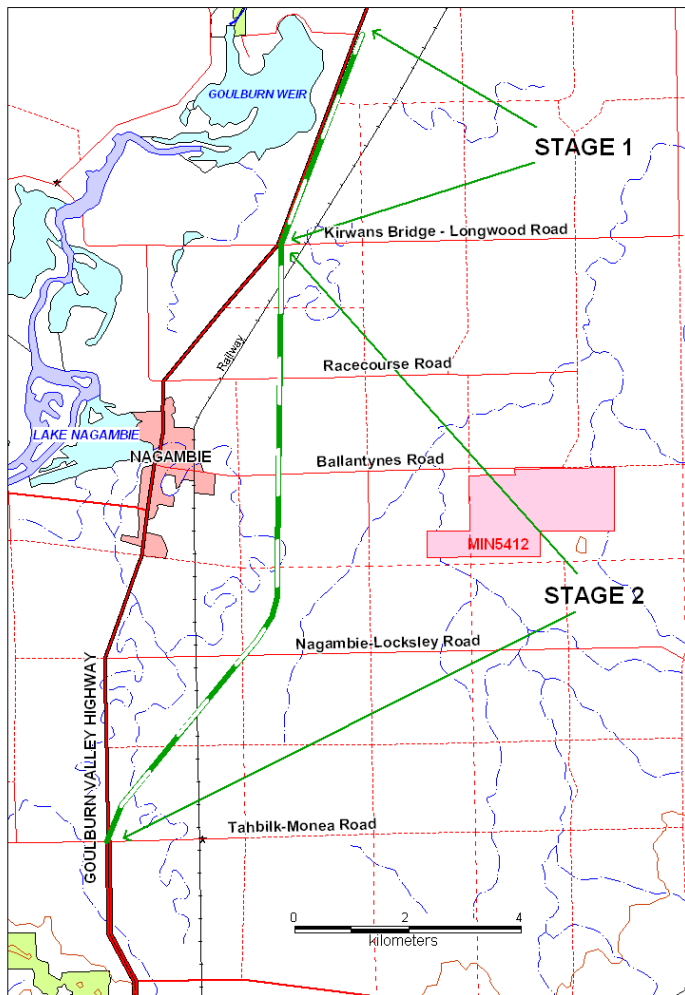 GOULBURN WEIR
STAGE 1
Kirwans Bridge - Longwood Road
Railway
Racecourse Road
LAKE NAGAMBIE
NAGAMBIE
Ballantynes Road
MIN5412
STAGE 2
Nagambie-Locksley Road
GOULBURN VALLEY HIGHWAY
Tahbilk-Monea Road
0 2 4
kilometers